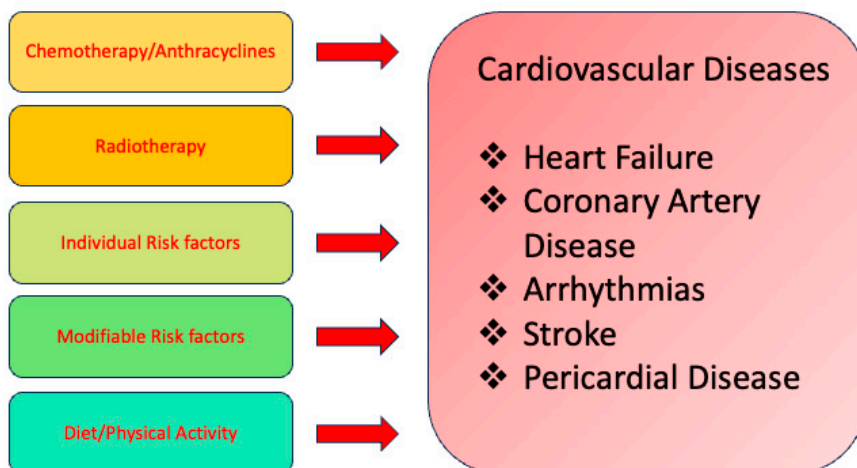 Chemotherapy/Anthracyclines
Radiotherapy
Individual Risk factors
Modifiable Risk factors
Diet/Physical Activity
Cardiovascular Diseases
❖ Heart Failure
❖ Coronary Artery
Disease
❖ Arrhythmias
❖ Stroke
❖ Pericardial Disease